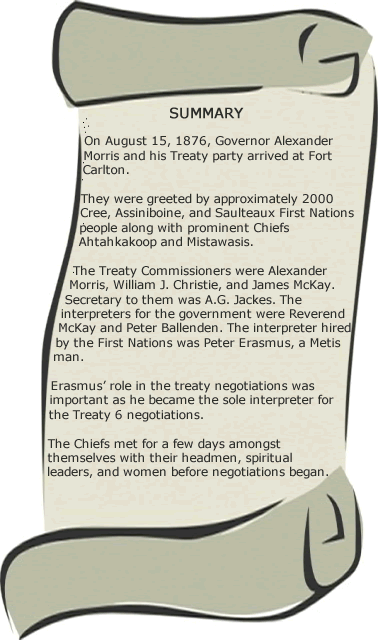 SUMMARY
On August 15, 1876, Governor Alexander
Morris and his Treaty party arrived at Fort
Carlton.
They were greeted by approximately 2000
Cree, Assiniboine, and Saulteaux First Nations
people along with prominent Chiefs
Ahtahkakoop and Mistawasis.
The Treaty Commissioners were Alexander
Morris, William J. Christie, and James McKay.
Secretary to them was A.G. Jackes. The
interpreters for the government were Reverend
McKay and Peter Ballenden. The interpreter hired
by the First Nations was Peter Erasmus, a Metis
man.
Erasmus' role in the treaty negotiations was
important as he became the sole interpreter for
the Treaty 6 negotiations.
The Chiefs met for a few days amongst
themselves with their headmen, spiritual
leaders, and women before negotiations began.